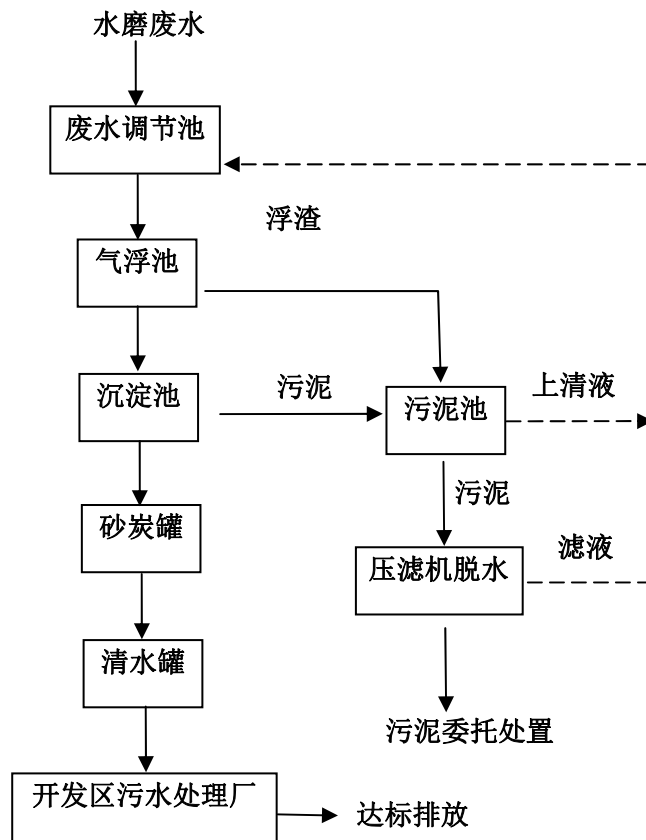 水磨废水
废水调节池
浮渣
气浮池
沉淀池
污泥
污泥池
上清液
污泥
砂炭罐
滤液
压滤机脱水
清水罐
污泥委托处置
开发区污水处理厂
达标排放